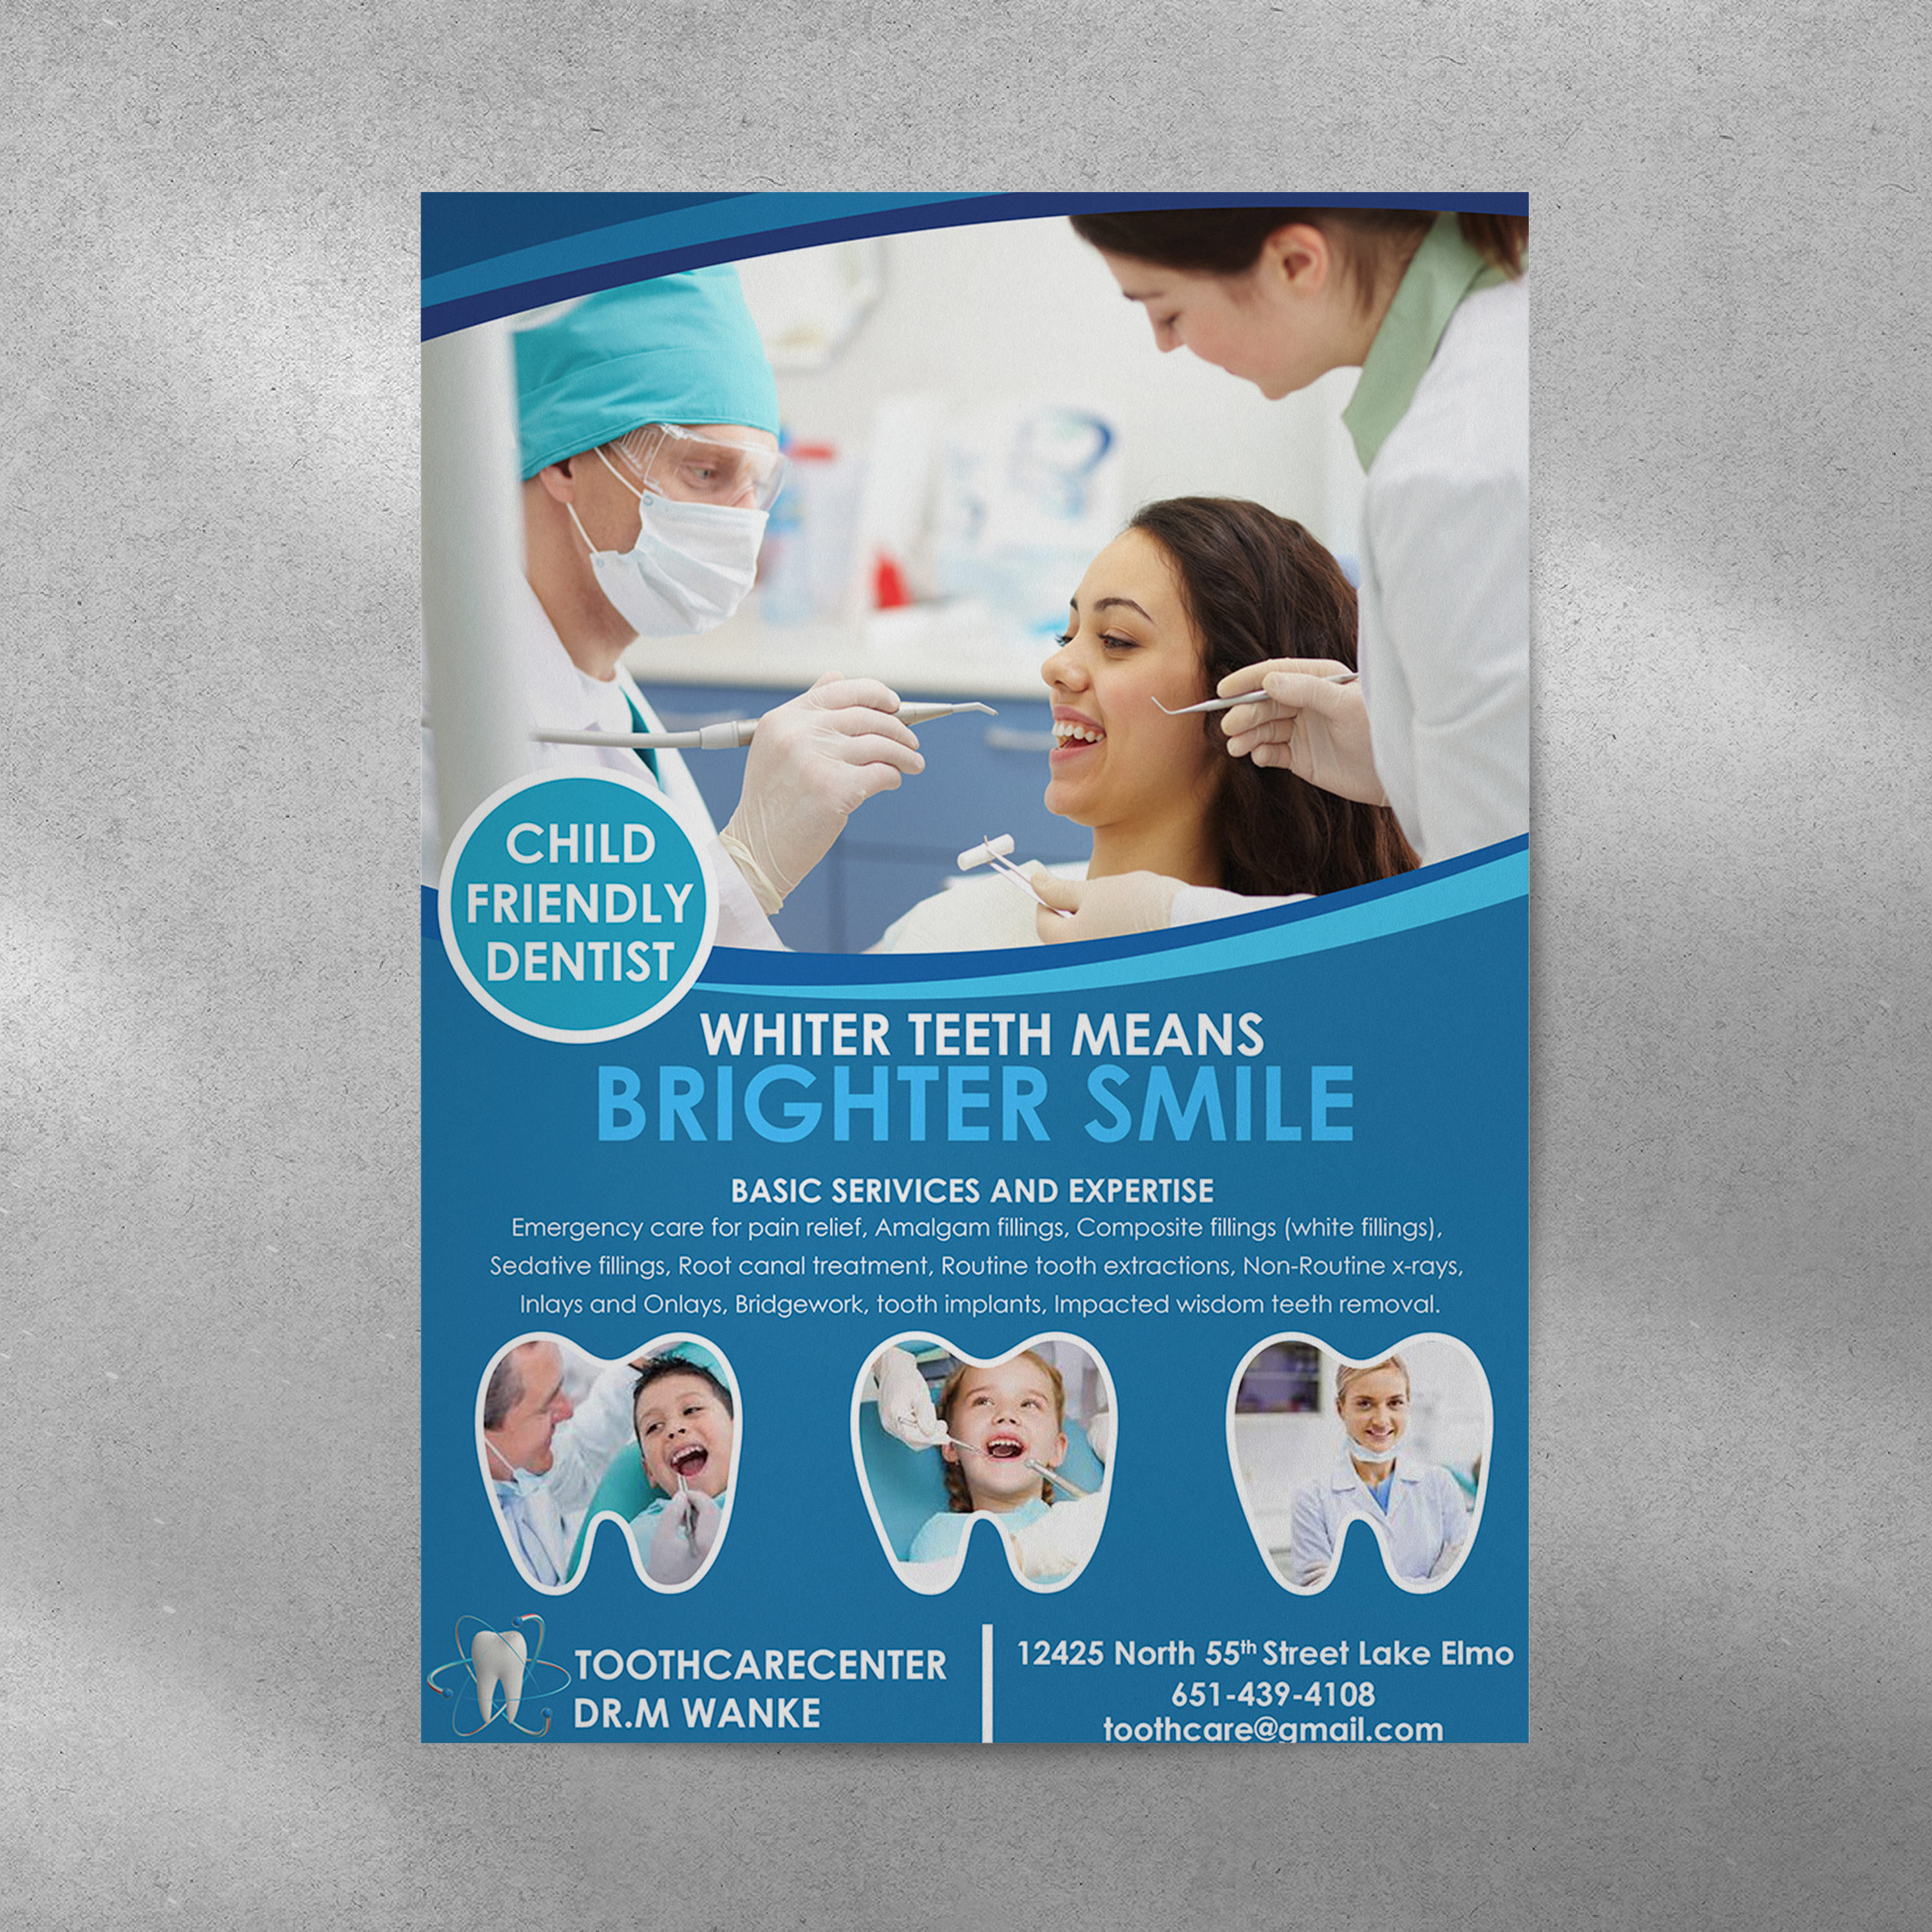 CHILD
FRIENDLY
DENTIST
WHITER TEETH MEANS
BRIGHTER SMILE
BASIC SERIVICES AND EXPERTISE
Emergency care for pain relief, Amalgam fillings, Composite fillings (white fillings),
Sedative fillings, Root canal treatment, Routine tooth extractions, Non-Routine x-rays,
Inlays and Onlays, Bridgework, tooth implants, Impacted wisdom teeth removal.
TOOTHCARECENTER
DR.M WANKE
12425 North 55th Street Lake Elmo
651-439-4108
toothcare@gmail.com